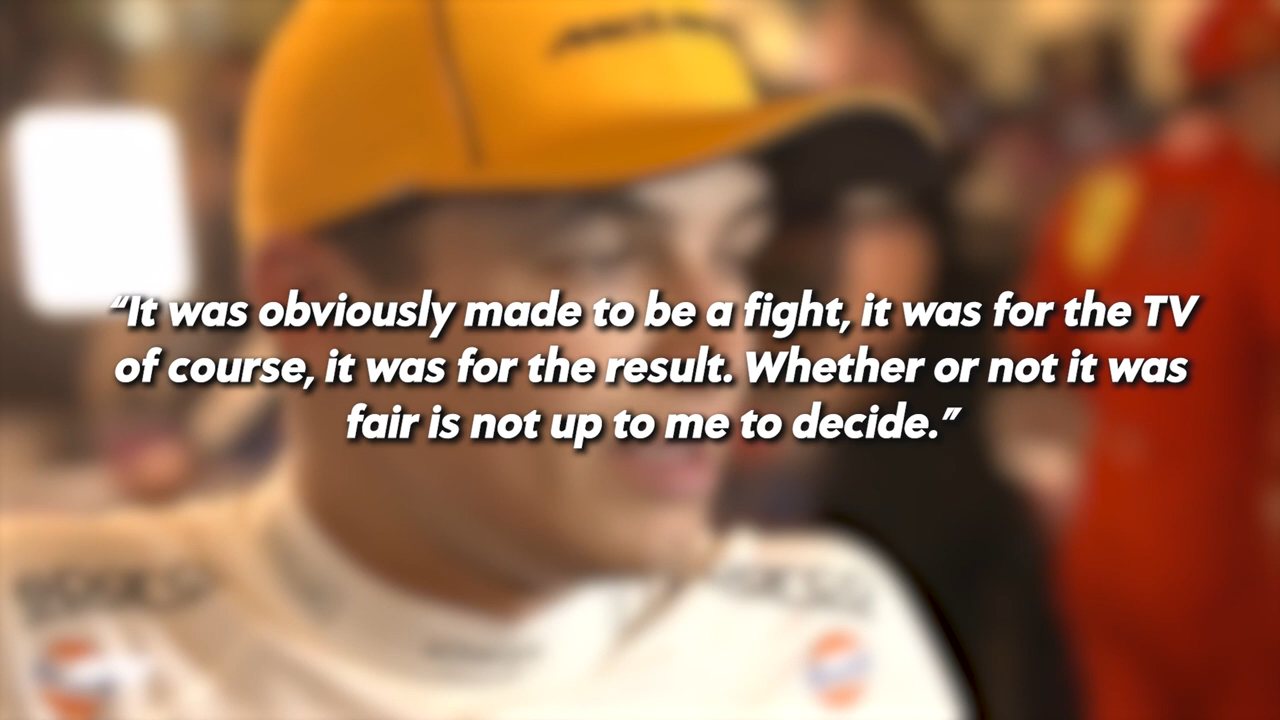 “It was obviously made to be a fight, it was for the TV
of course, it was for the result. Whether or not it was
fair is not up to me to decide.”